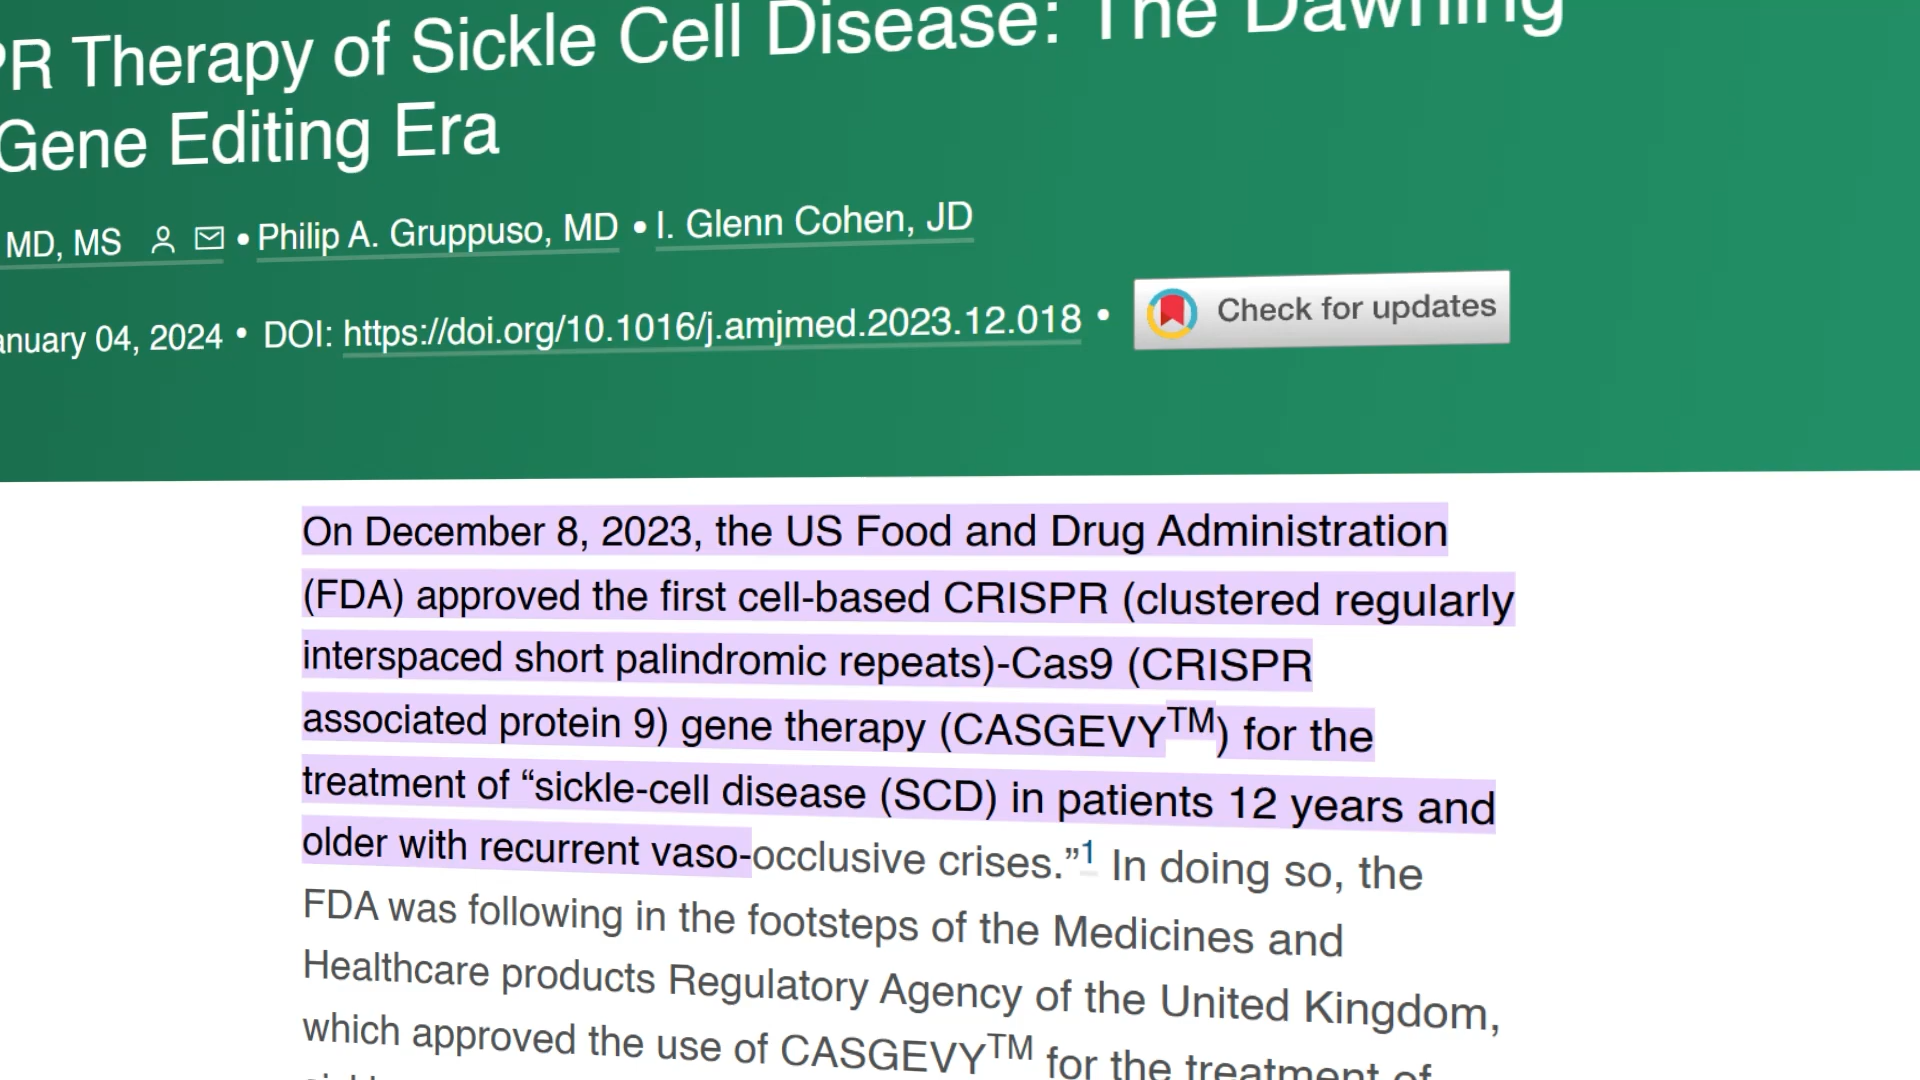 PR Therapy of Sickle Cell Disease: The Dawning
Gene Editing Era
MD, MS • Philip A. Gruppuso, MD • I. Glenn Cohen, JD
anuary 04, 2024 • DOI: https://doi.org/10.1016/j.amjmed.2023.12.018 •
Check for updates
On December 8, 2023, the US Food and Drug Administration
(FDA) approved the first cell-based CRISPR (clustered regularly
interspaced short palindromic repeats)-Cas9 (CRISPR
associated protein 9) gene therapy (CASGEVY™) for the
treatment of “sickle-cell disease (SCD) in patients 12 years and
older with recurrent vaso-occlusive crises.”1 In doing so, the
FDA was following in the footsteps of the Medicines and
Healthcare products Regulatory Agency of the United Kingdom,
which approved the use of CASGEVY™ for the treatment of